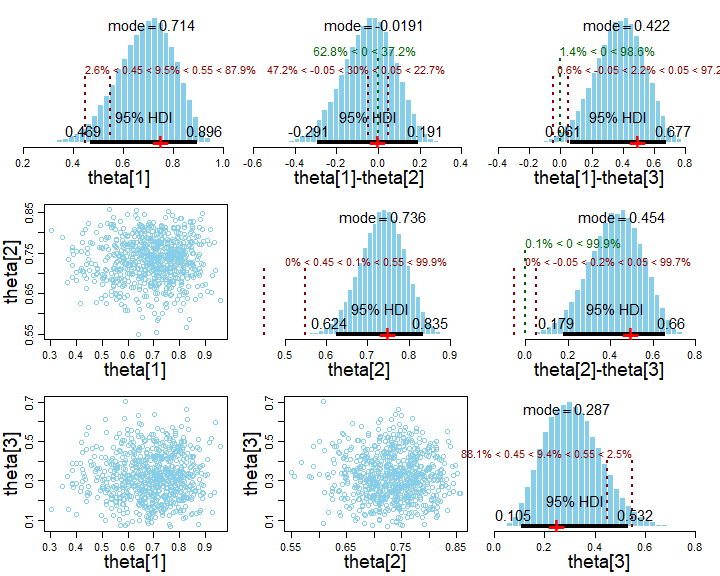 mode = 0.714
2.6% < 0.45 < 9.5% < 0.55 < 87.9%
95% HDI
0.469 0.896
0.2 0.4 0.6 0.8 1.0
theta[1]
mode = -0.0191
62.8% < 0 < 37.2%
47.2% < -0.05 < 30% < 0.05 < 22.7%
95% HDI
-0.291 0.191
-0.6 -0.4 -0.2 0.0 0.2 0.4
theta[1]-theta[2]
mode = 0.422
1.4% < 0 < 98.6%
0.6% < -0.05 < 2.2% < 0.05 < 97.2
95% HDI
0.061 0.677
-0.4 -0.2 0.0 0.2 0.4 0.6 0.8
theta[1]-theta[3]
0.85
0.75
0.65
0.55
theta[2]
0.3 0.4 0.5 0.6 0.7 0.8 0.9
theta[1]
mode = 0.736
0% < 0.45 < 0.1% < 0.55 < 99.9%
95% HDI
0.624 0.835
0.5 0.6 0.7 0.8 0.9
theta[2]
mode = 0.454
0.1% < 0 < 99.9%
0% < -0.05 < 0.2% < 0.05 < 99.7%
95% HDI
0.179 0.66
0.0 0.2 0.4 0.6 0.8
theta[2]-theta[3]
0.7
0.5
0.3
0.1
theta[3]
0.3 0.4 0.5 0.6 0.7 0.8 0.9
theta[1]
0.7
0.5
0.3
0.1
theta[3]
0.55 0.65 0.75 0.85
theta[2]
mode = 0.287
88.1% < 0.45 < 9.4% < 0.55 < 2.5%
95% HDI
0.105 0.532
0.0 0.2 0.4 0.6 0.8
theta[3]